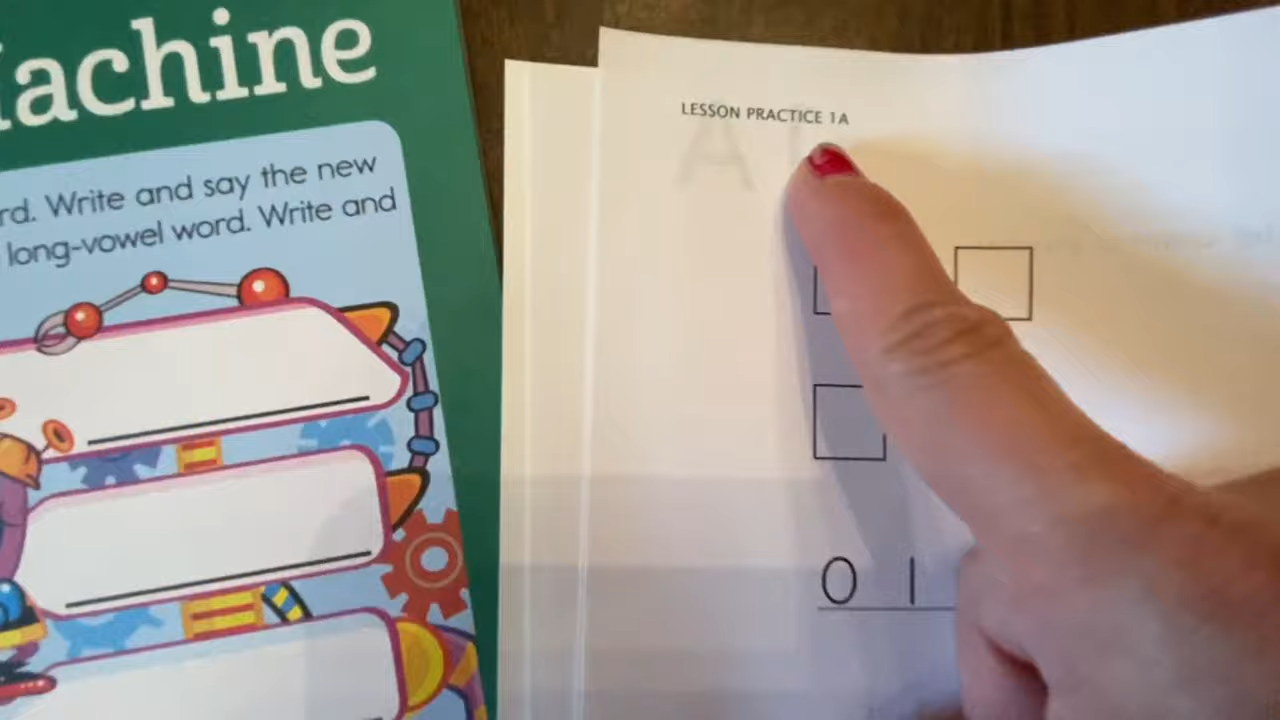 achine
rd. Write and say the new
long-vowel word. Write and
LESSON PRACTICE 1A
A
0 1